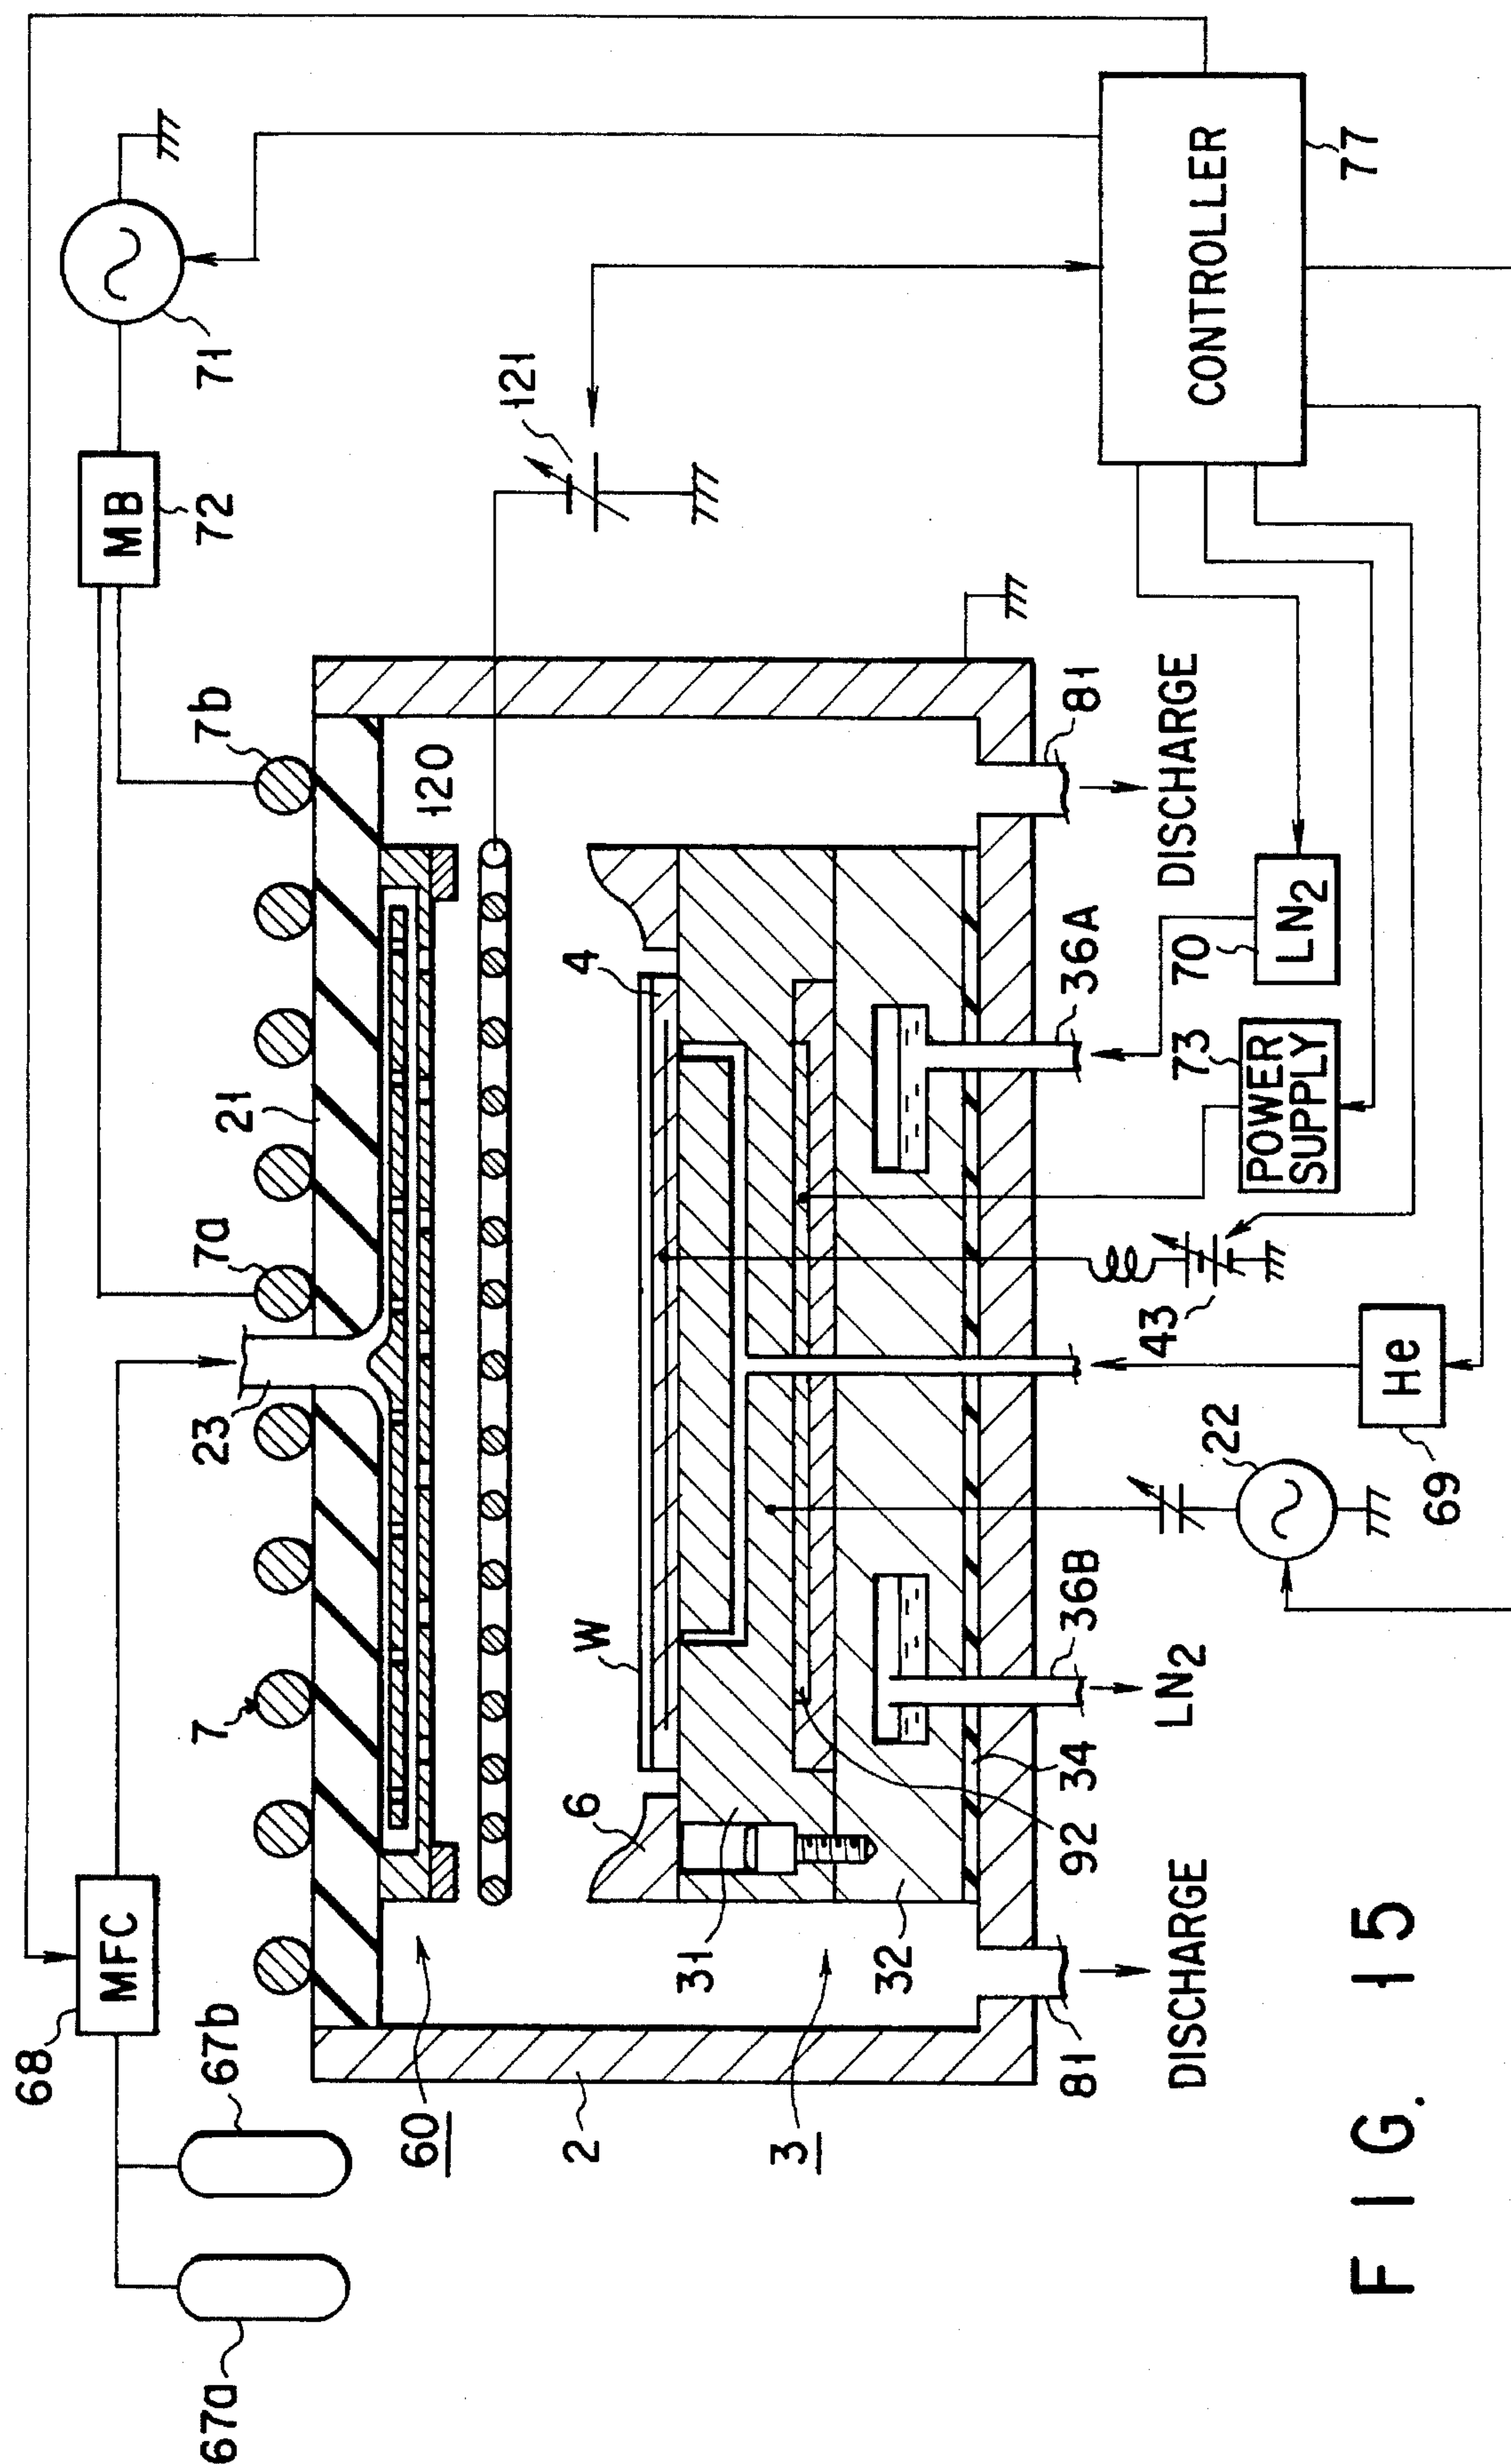 67a
67b
68
MFC
MB
72
71
7
23
7a
21
7b
60
120
121
2
W
4
6
3
31
32
81
DISCHARGE
92
34
36B
LN2
22
43
36A
81
DISCHARGE
69
He
73
POWER
SUPPLY
70
LN2
CONTROLLER
77
FIG. 15